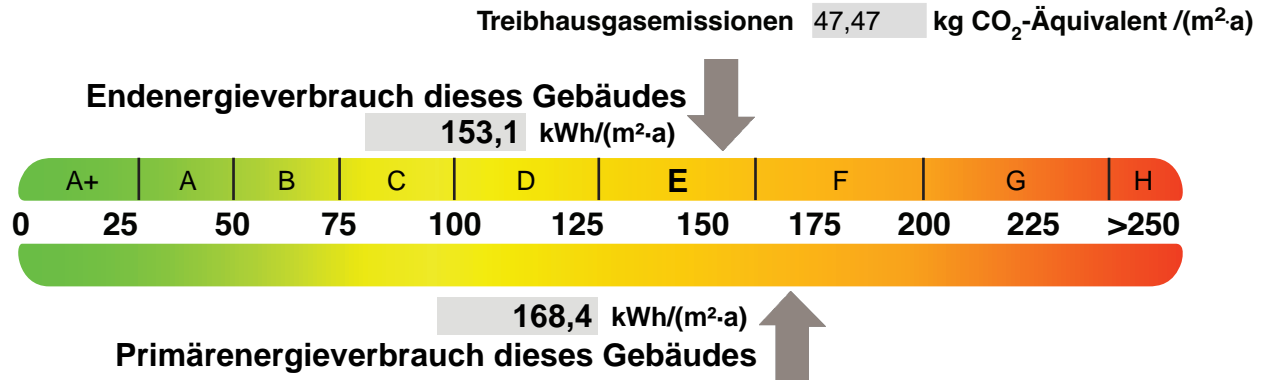 Treibhausgasemissionen 47,47 kg CO₂-Äquivalent /(m²·a)
Endenergieverbrauch dieses Gebäudes
153,1 kWh/(m²·a)
A+ A B C D E F G H
0 25 50 75 100 125 150 175 200 225 >250
168,4 kWh/(m²·a)
Primärenergieverbrauch dieses Gebäudes